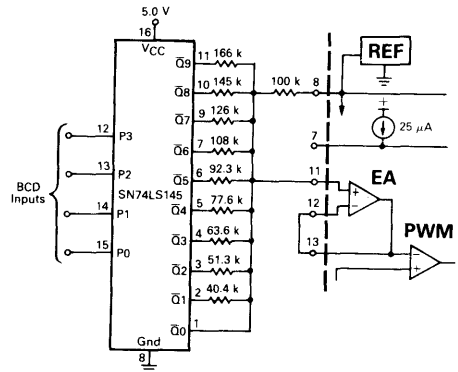 5.0 V
16
VCC
Q̅9 11 166 k
Q̅8 10 145 k
100 k 8
REF
Q̅7 9 126 k
25 μA
7
Q̅6 7 108 k
12 P3
13 P2
14 P1
15 P0
BCD
Inputs
SN74LS145
Q̅5 6 92.3 k
11
EA
+
−
12
Q̅4 5 77.6 k
PWM
Q̅3 4 63.6 k
13
−
+
Q̅2 3 51.3 k
Q̅1 2 40.4 k
Q̅0 1
Gnd
8